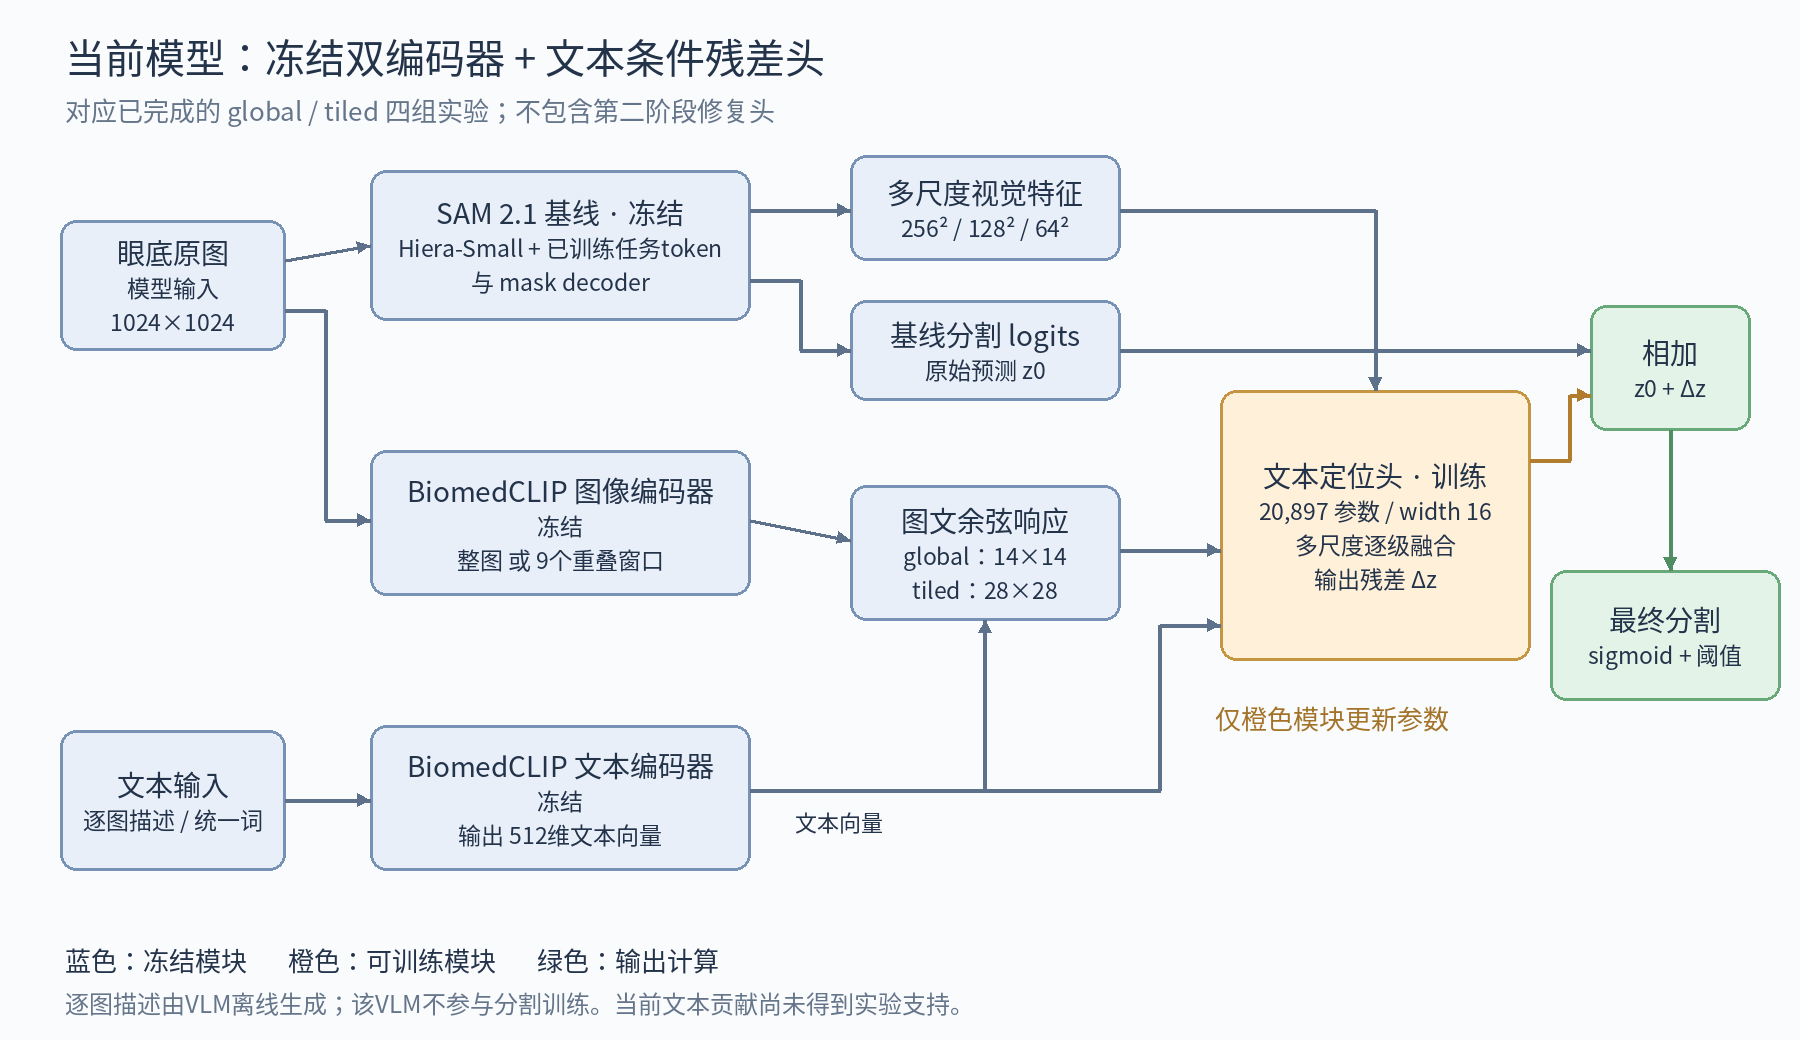 当前模型：冻结双编码器 + 文本条件残差头
对应已完成的 global / tiled 四组实验；不包含第二阶段修复头
眼底原图
模型输入
1024×1024
SAM 2.1 基线 · 冻结
Hiera-Small + 已训练任务token
与 mask decoder
多尺度视觉特征
256² / 128² / 64²
基线分割 logits
原始预测 z0
相加
z0 + Δz
BiomedCLIP 图像编码器
冻结
整图 或 9个重叠窗口
图文余弦响应
global：14×14
tiled：28×28
文本定位头 · 训练
20,897 参数 / width 16
多尺度逐级融合
输出残差 Δz
最终分割
sigmoid + 阈值
仅橙色模块更新参数
文本输入
逐图描述 / 统一词
BiomedCLIP 文本编码器
冻结
输出 512维文本向量
文本向量
蓝色：冻结模块 橙色：可训练模块 绿色：输出计算
逐图描述由VLM离线生成；该VLM不参与分割训练。当前文本贡献尚未得到实验支持。